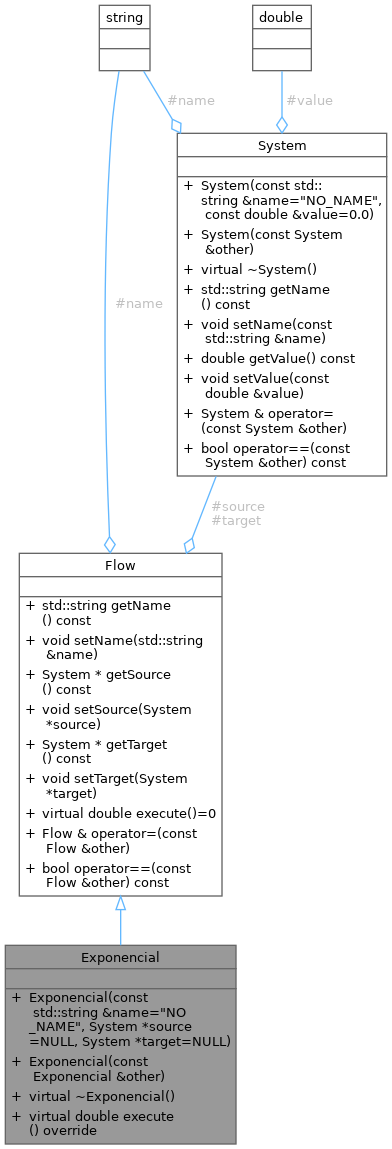 string
double
#name
#value
System
+ System(const std::
string &name="NO_NAME",
const double &value=0.0)
+ System(const System
&other)
+ virtual ~System()
+ std::string getName
() const
+ void setName(const
std::string &name)
+ double getValue() const
+ void setValue(const
double &value)
+ System & operator=
(const System &other)
+ bool operator==(const
System &other) const
#name
#source
#target
Flow
+ std::string getName
() const
+ void setName(std::string
&name)
+ System * getSource
() const
+ void setSource(System
*source)
+ System * getTarget
() const
+ void setTarget(System
*target)
+ virtual double execute()=0
+ Flow & operator=(const
Flow &other)
+ bool operator==(const
Flow &other) const
Exponencial
+ Exponencial(const
std::string &name="NO
_NAME", System *source
=NULL, System *target=NULL)
+ Exponencial(const
Exponencial &other)
+ virtual ~Exponencial()
+ virtual double execute
() override